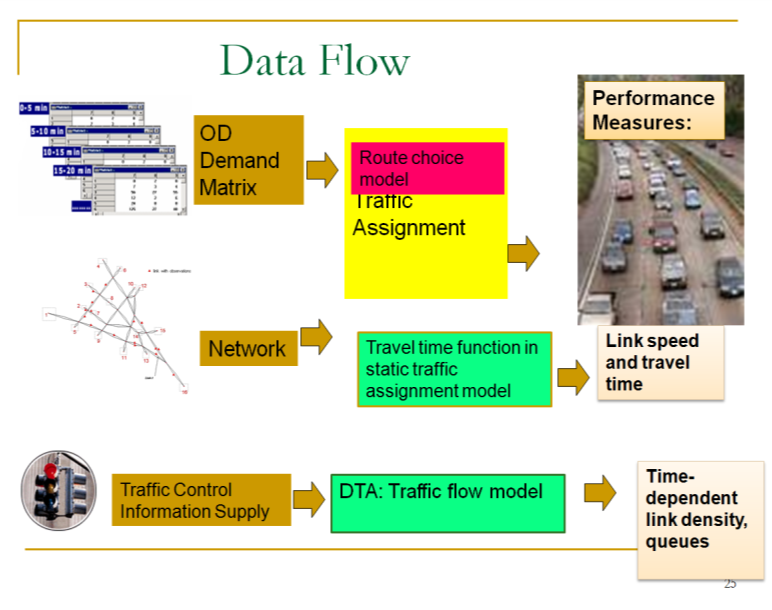 Data Flow
0-5 min
5-10 min
10-15 min
15-20 min
OD
Demand
Matrix
Route choice
model
Traffic
Assignment
Performance
Measures:
Network
Travel time function in
static traffic
assignment model
Link speed
and travel
time
Traffic Control
Information Supply
DTA: Traffic flow model
Time-
dependent
link density,
queues
25